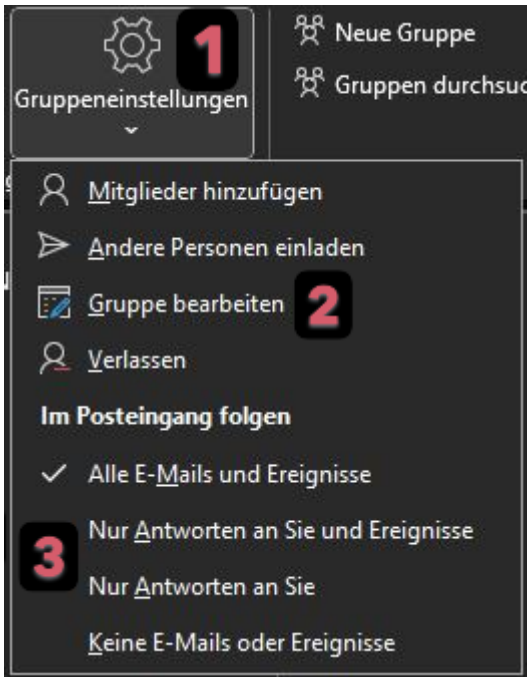 1
Gruppeneinstellungen
Neue Gruppe
Gruppen durchsuc
Mitglieder hinzufügen
Andere Personen einladen
Gruppe bearbeiten 2
Verlassen
Im Posteingang folgen
Alle E-Mails und Ereignisse
3
Nur Antworten an Sie und Ereignisse
Nur Antworten an Sie
Keine E-Mails oder Ereignisse